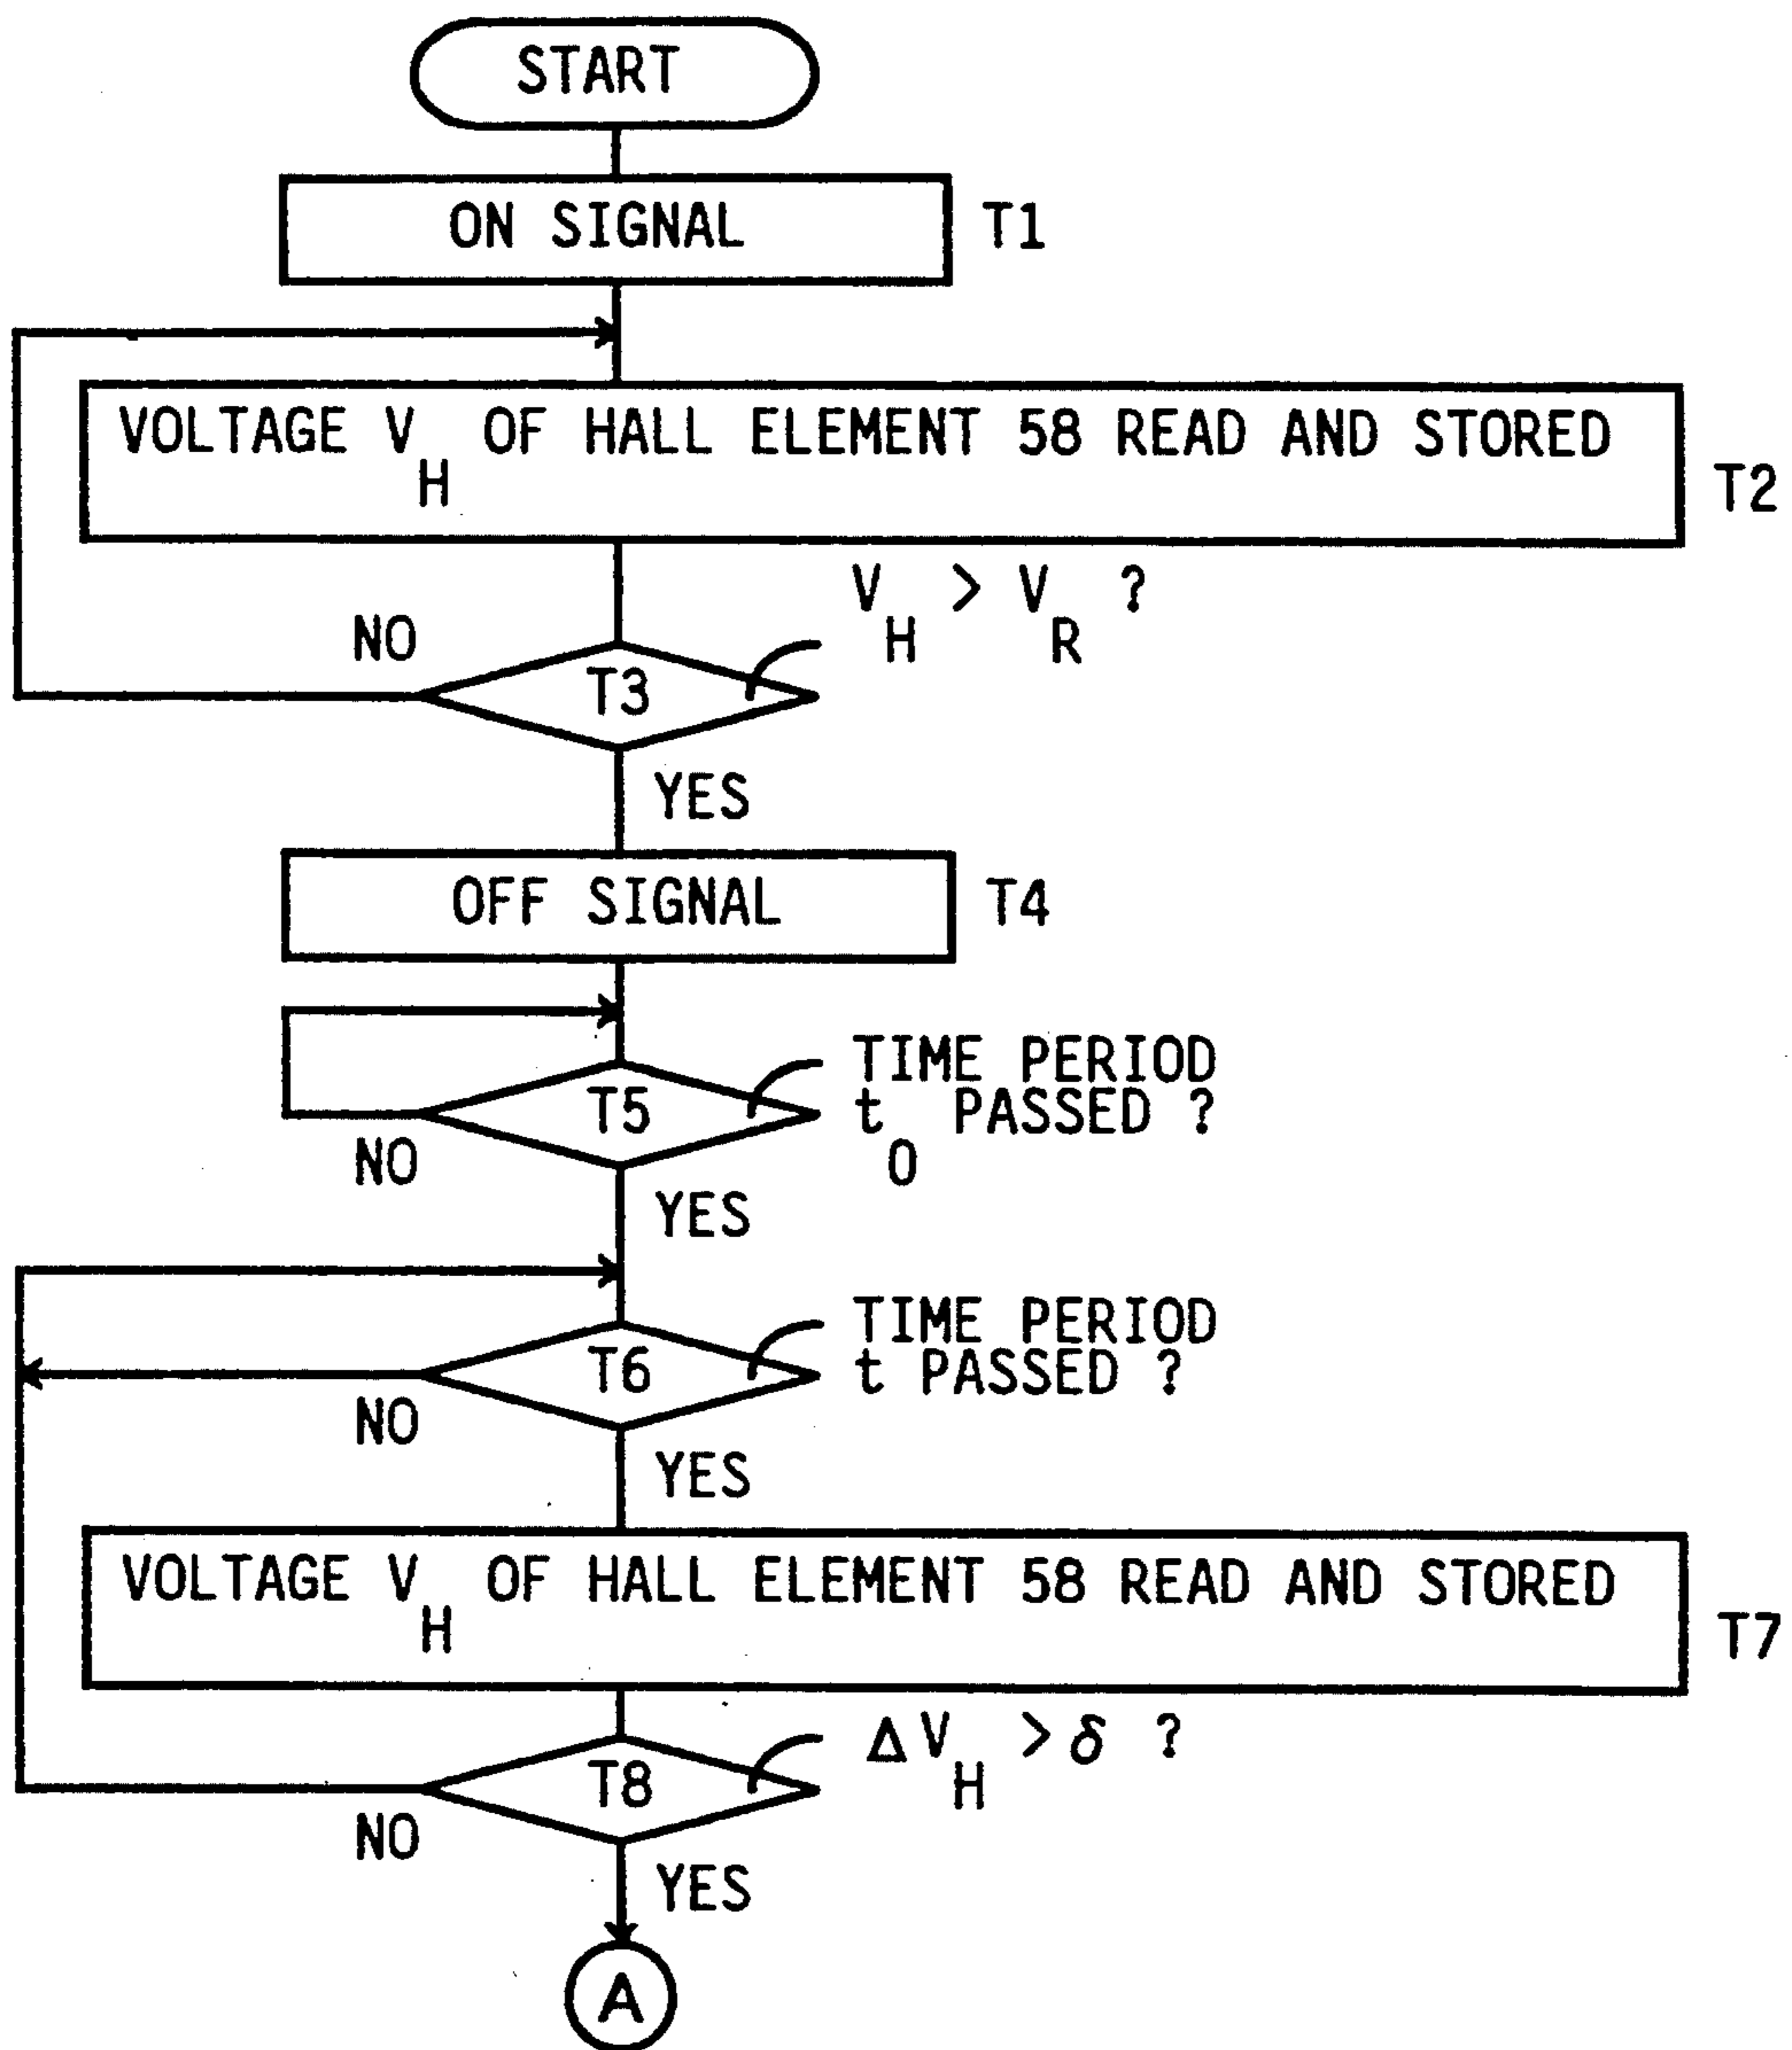 START
ON SIGNAL T1
VOLTAGE V_H OF HALL ELEMENT 58 READ AND STORED T2
V_H > V_R ?
NO
T3
YES
OFF SIGNAL T4
TIME PERIOD
t_0 PASSED ?
T5
NO
YES
TIME PERIOD
t PASSED ?
T6
NO
YES
VOLTAGE V_H OF HALL ELEMENT 58 READ AND STORED T7
ΔV_H > δ ?
T8
NO
YES
A